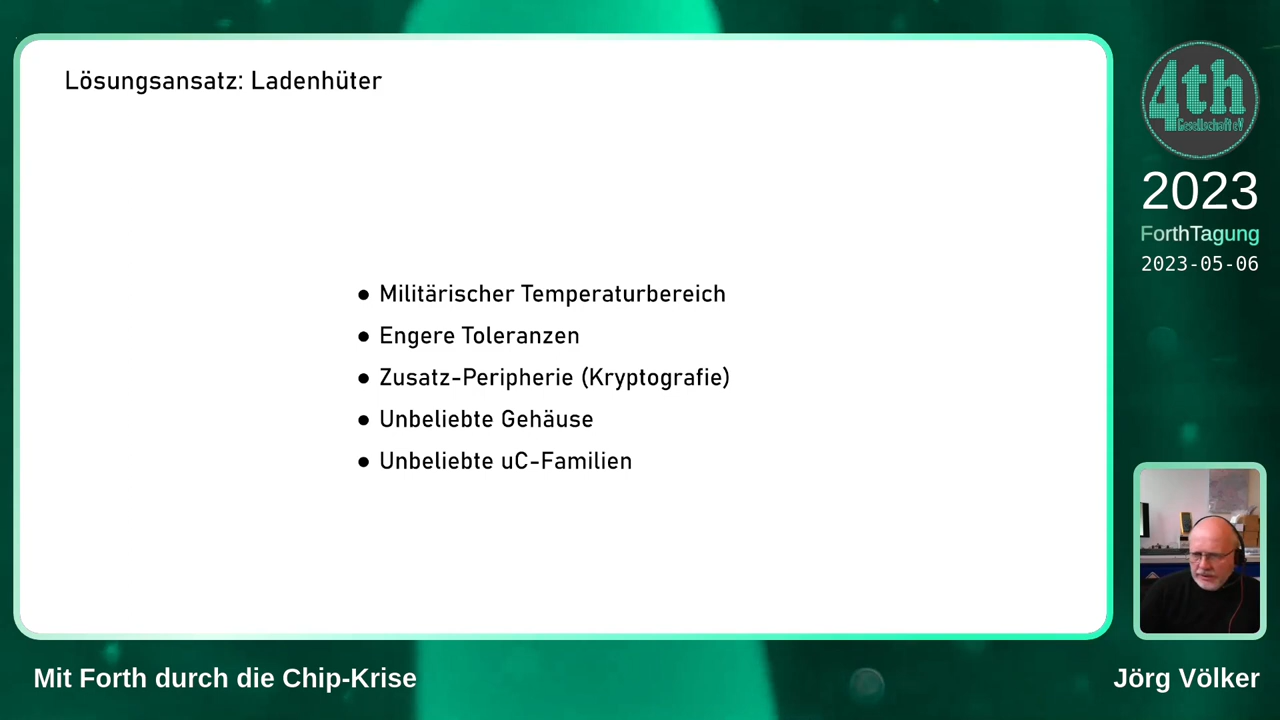 Lösungsansatz: Ladenhüter
● Militärischer Temperaturbereich
● Engere Toleranzen
● Zusatz-Peripherie (Kryptografie)
● Unbeliebte Gehäuse
● Unbeliebte uC-Familien
4th
Gesellschaft eV
2023
ForthTagung
2023-05-06
Mit Forth durch die Chip-Krise
Jörg Völker